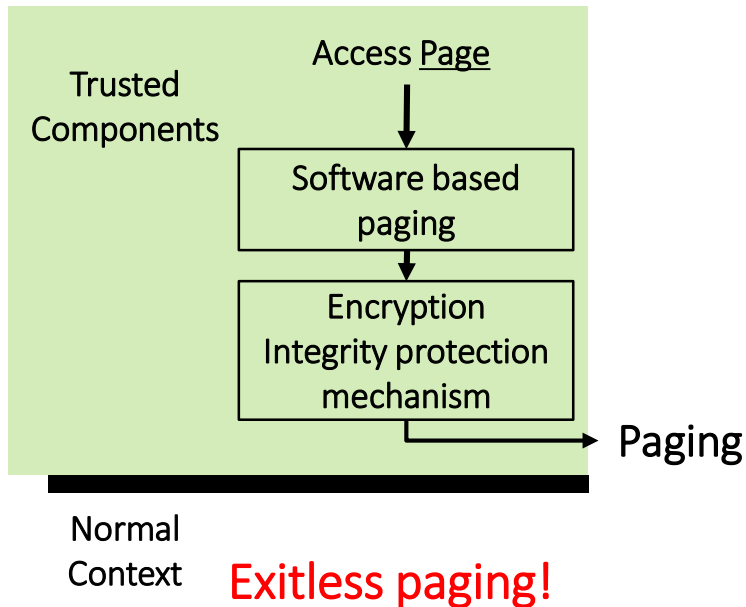 Access Page
Trusted
Components
Software based
paging
Encryption
Integrity protection
mechanism
Paging
Normal
Context
Exitless paging!